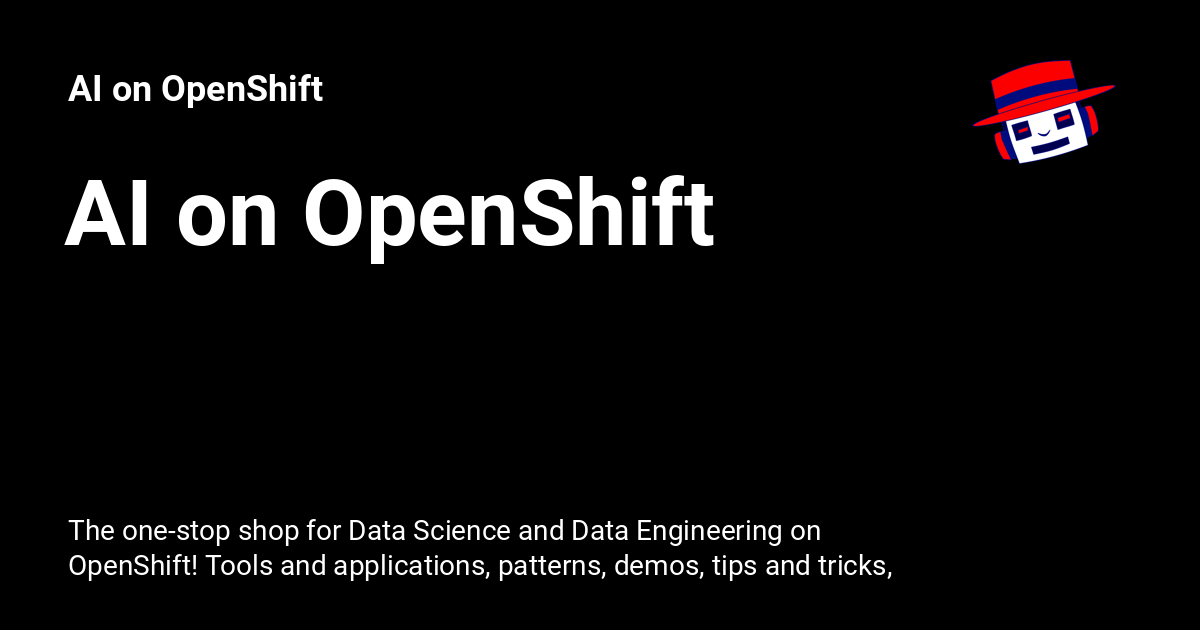 AI on OpenShift
AI on OpenShift
The one-stop shop for Data Science and Data Engineering on
OpenShift! Tools and applications, patterns, demos, tips and tricks,